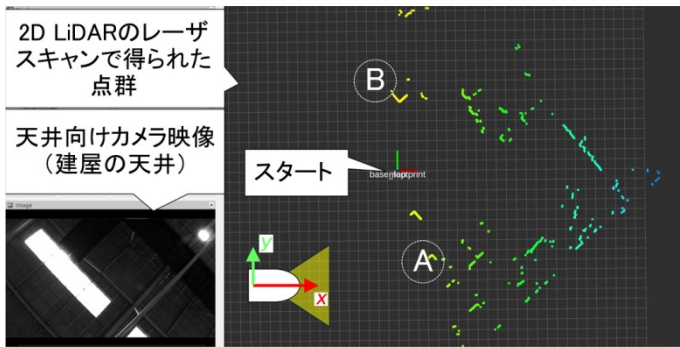 2D LiDARのレーザ
スキャンで得られた
点群
天井向けカメラ映像
(建屋の天井)
Image
B
スタート
A
y
x